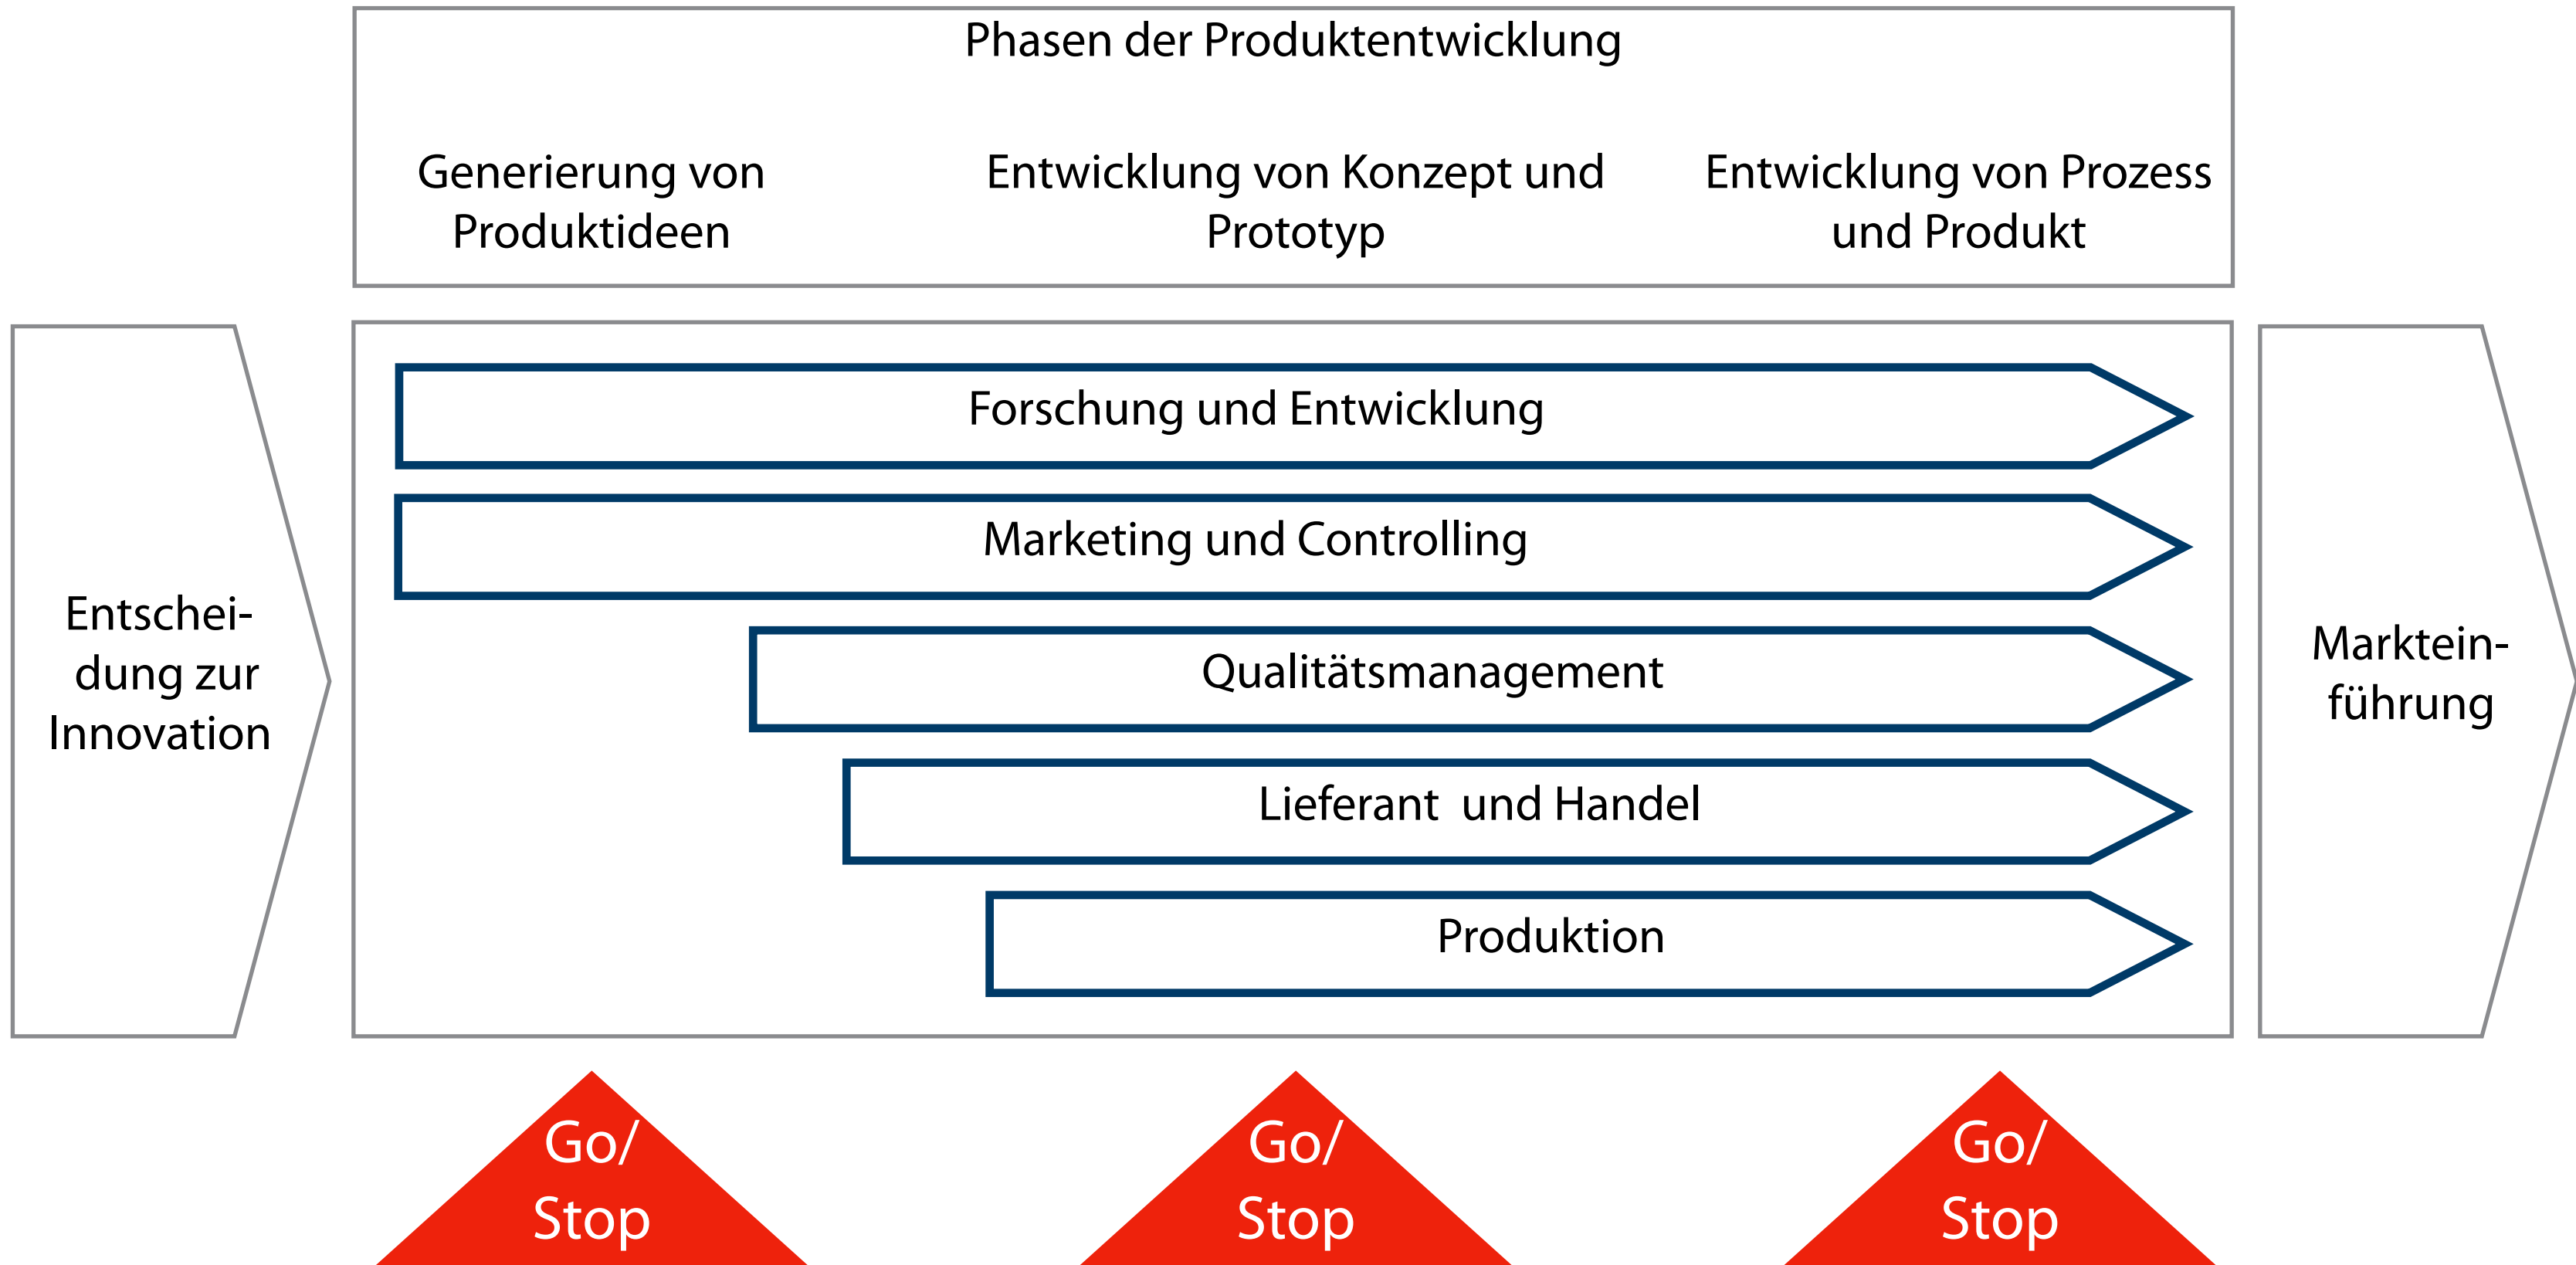 Phasen der Produktentwicklung
Generierung von
Produktideen
Entwicklung von Konzept und
Prototyp
Entwicklung von Prozess
und Produkt
Entschei-
dung zur
Innovation
Forschung und Entwicklung
Marketing und Controlling
Qualitätsmanagement
Lieferant und Handel
Produktion
Marktein-
führung
Go/
Stop
Go/
Stop
Go/
Stop